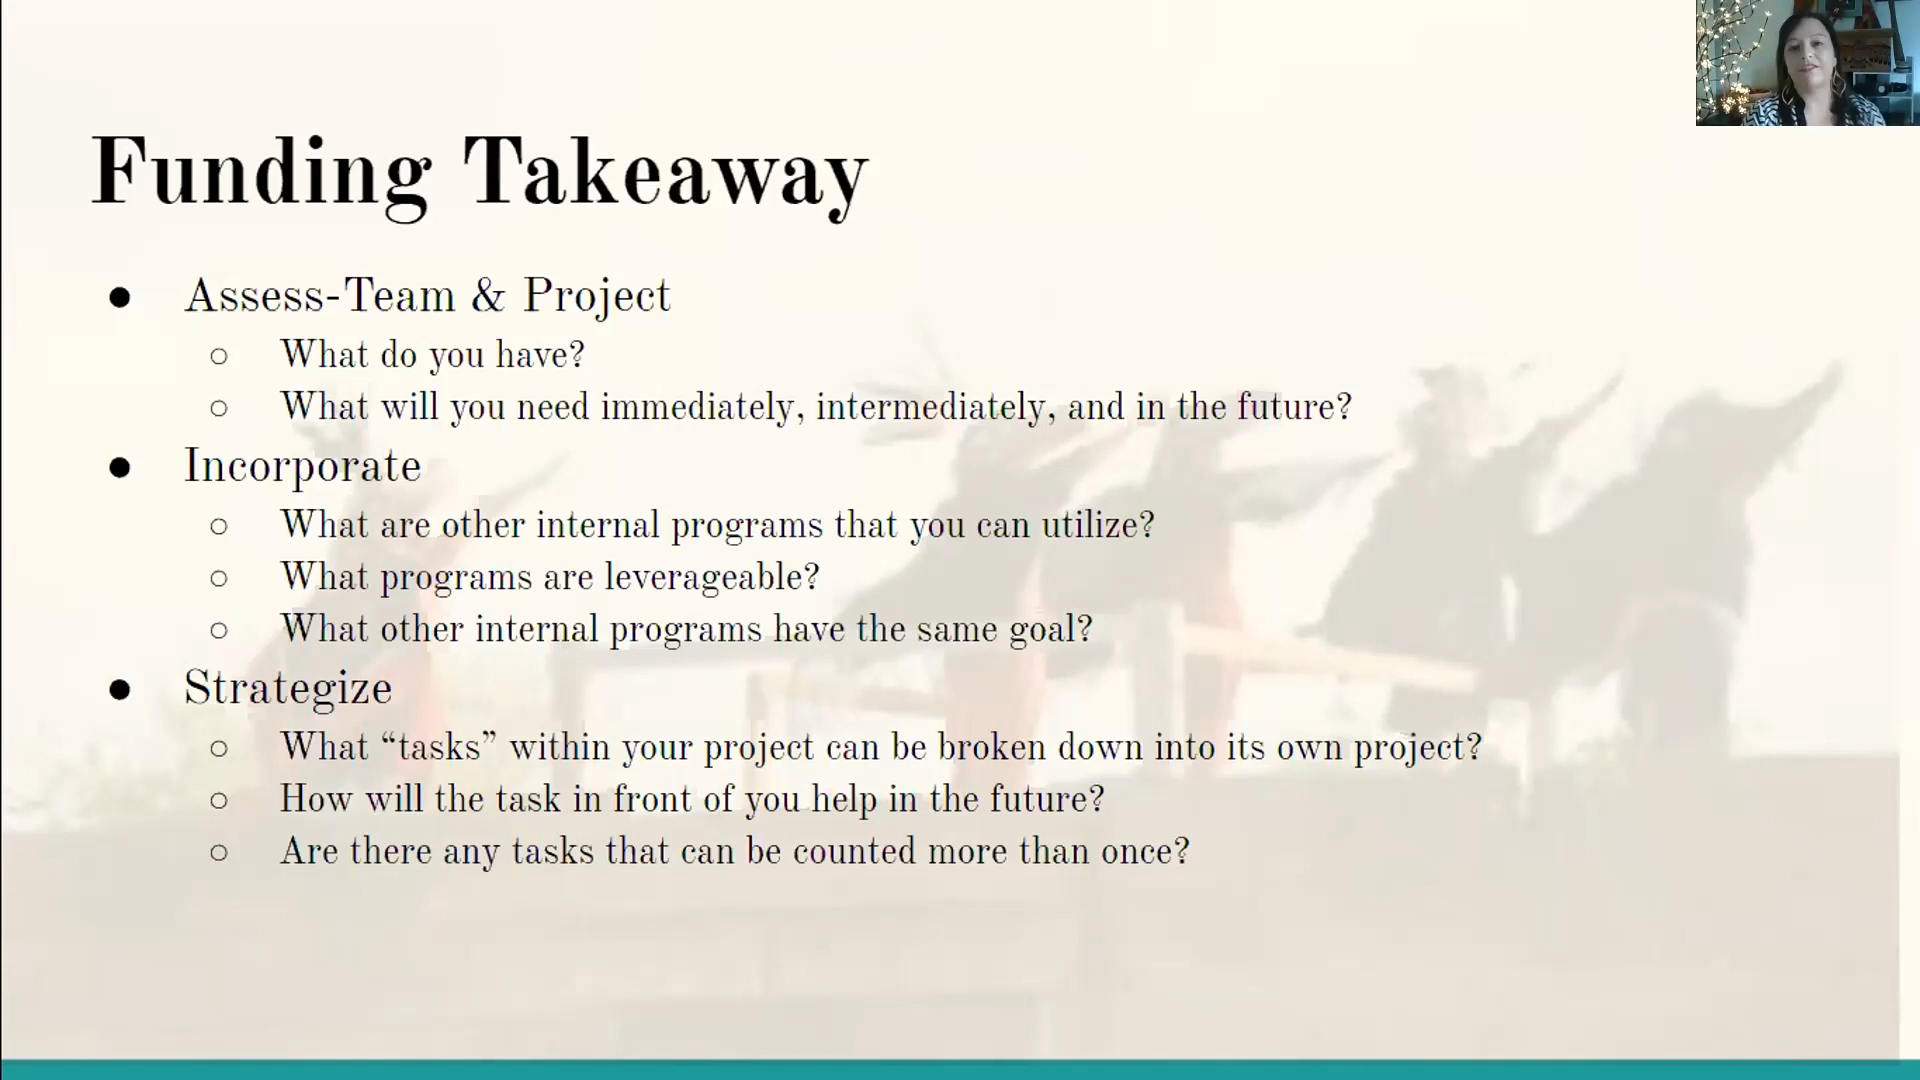 Funding Takeaway
● Assess-Team & Project
○ What do you have?
○ What will you need immediately, intermediately, and in the future?
● Incorporate
○ What are other internal programs that you can utilize?
○ What programs are leverageable?
○ What other internal programs have the same goal?
● Strategize
○ What “tasks” within your project can be broken down into its own project?
○ How will the task in front of you help in the future?
○ Are there any tasks that can be counted more than once?